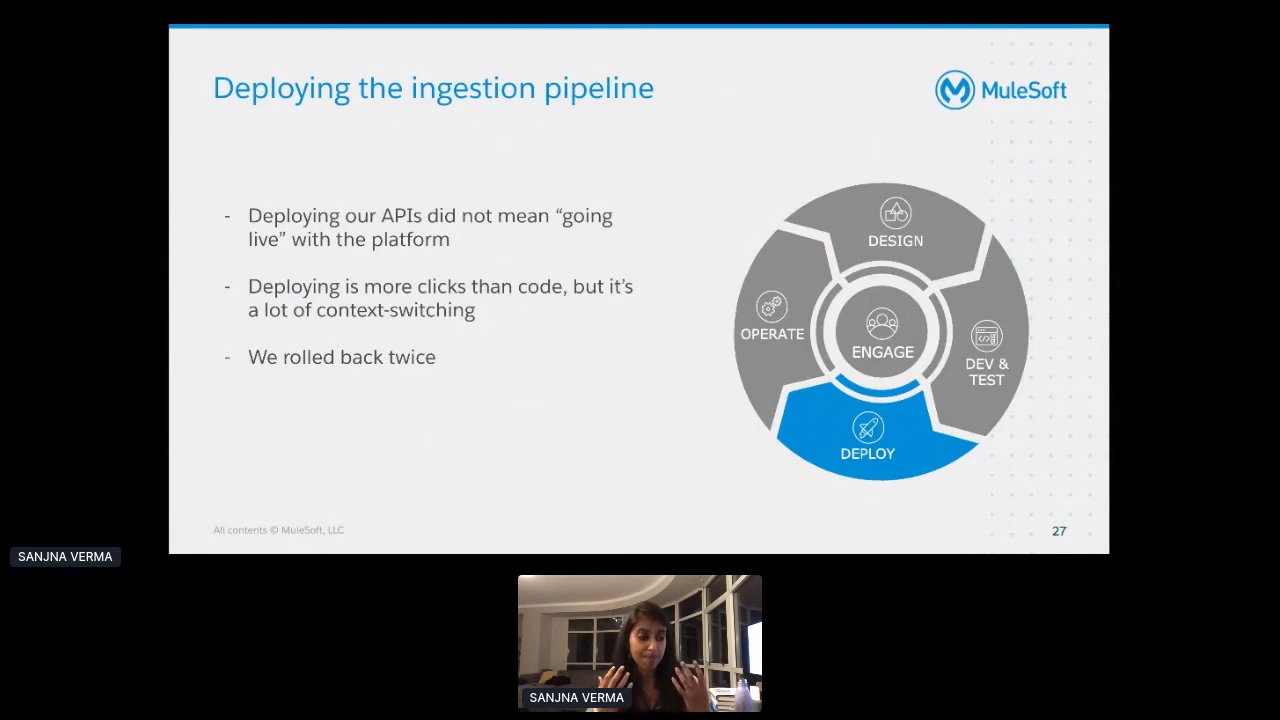 Deploying the ingestion pipeline
MuleSoft
- Deploying our APIs did not mean “going
live” with the platform
- Deploying is more clicks than code, but it’s
a lot of context-switching
- We rolled back twice
DESIGN
OPERATE
ENGAGE
DEV &
TEST
DEPLOY
All contents © MuleSoft, LLC
27
SANJNA VERMA
SANJNA VERMA